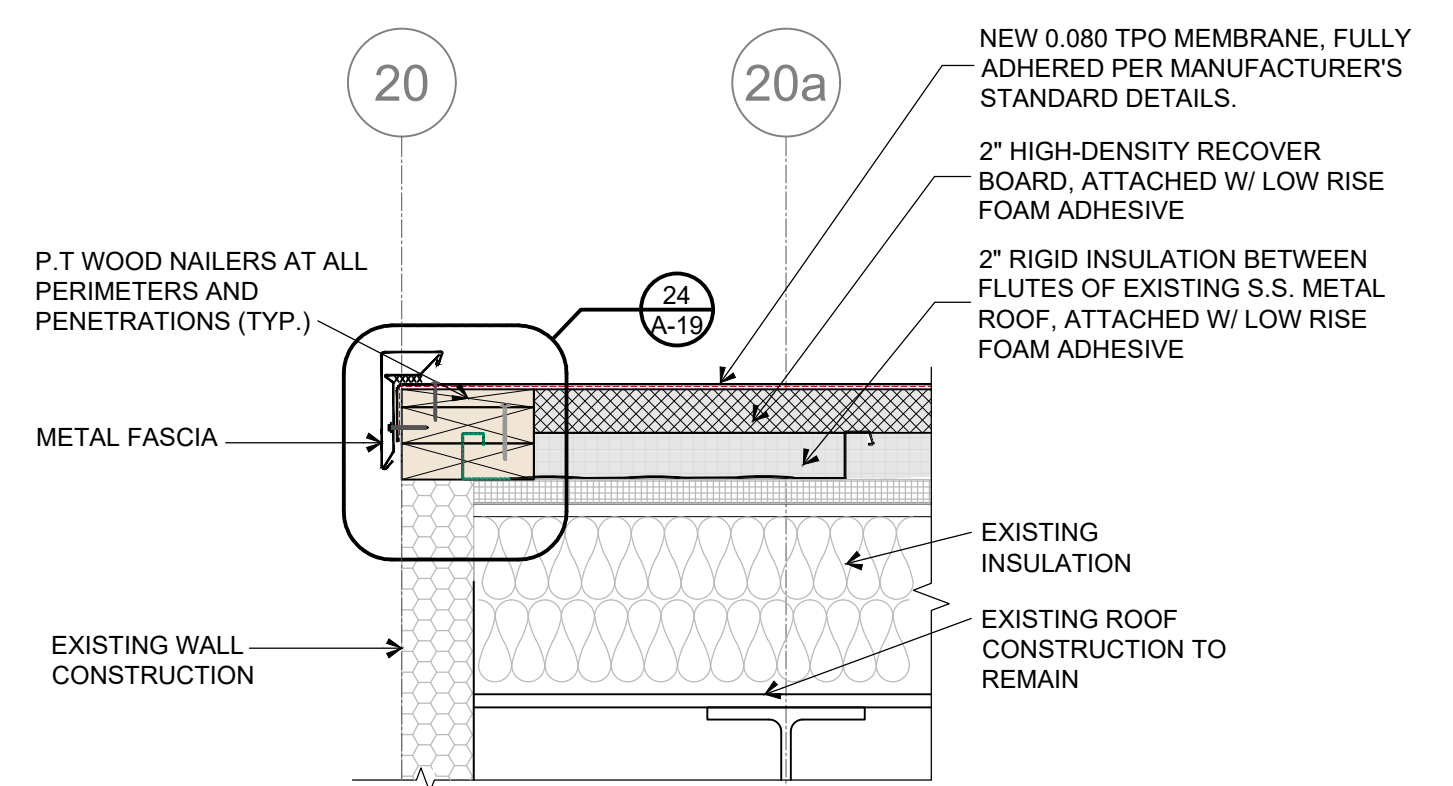 20
20a
NEW 0.080 TPO MEMBRANE, FULLY
ADHERED PER MANUFACTURER'S
STANDARD DETAILS.
2" HIGH-DENSITY RECOVER
BOARD, ATTACHED W/ LOW RISE
FOAM ADHESIVE
2" RIGID INSULATION BETWEEN
FLUTES OF EXISTING S.S. METAL
ROOF, ATTACHED W/ LOW RISE
FOAM ADHESIVE
P.T WOOD NAILERS AT ALL
PERIMETERS AND
PENETRATIONS (TYP.)
24
A-19
METAL FASCIA
EXISTING
INSULATION
EXISTING WALL
CONSTRUCTION
EXISTING ROOF
CONSTRUCTION TO
REMAIN